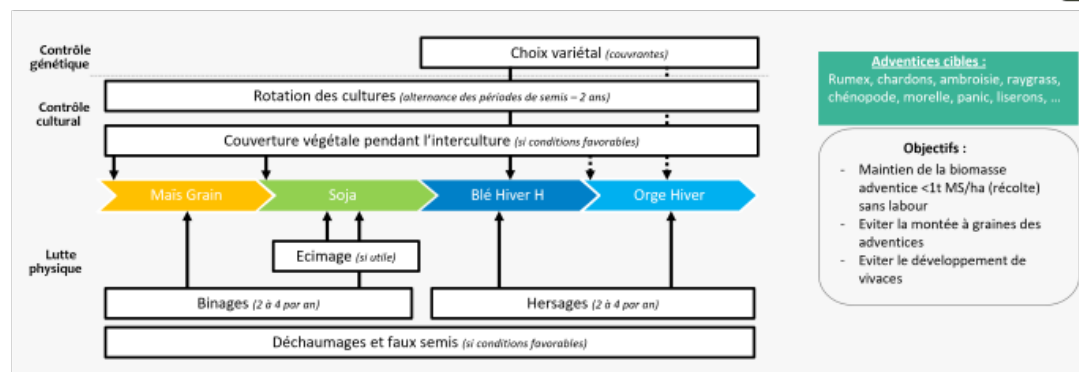 Contrôle
génétique
Choix variétal (couvrantes)
Contrôle
cultural
Rotation des cultures (alternance des périodes de semis – 2 ans)
Couverture végétale pendant l'interculture (si conditions favorables)
Maïs Grain
Soja
Blé Hiver H
Orge Hiver
Lutte
physique
Ecimage (si utile)
Binages (2 à 4 par an)
Hersages (2 à 4 par an)
Déchaumages et faux semis (si conditions favorables)
Adventices cibles :
Rumex, chardons, ambroisie, raygrass,
chénopode, morelle, panic, liserons, ...
Objectifs :
- Maintien de la biomasse
adventice <1t MS/ha (récolte)
sans labour
- Eviter la montée à graines des
adventices
- Eviter le développement de
vivaces